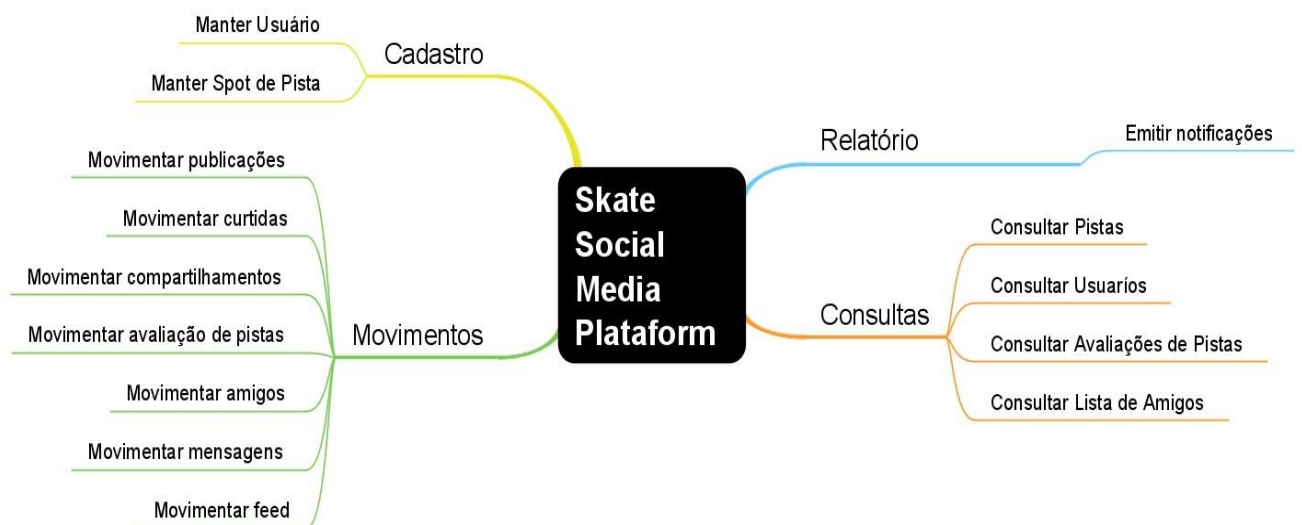 Manter Usuário
Cadastro
Manter Spot de Pista
Movimentar publicações
Movimentar curtidas
Movimentar compartilhamentos
Movimentar avaliação de pistas
Movimentos
Movimentar amigos
Movimentar mensagens
Movimentar feed
Skate
Social
Media
Plataform
Relatório
Emitir notificações
Consultar Pistas
Consultar Usuaríos
Consultas
Consultar Avaliações de Pistas
Consultar Lista de Amigos